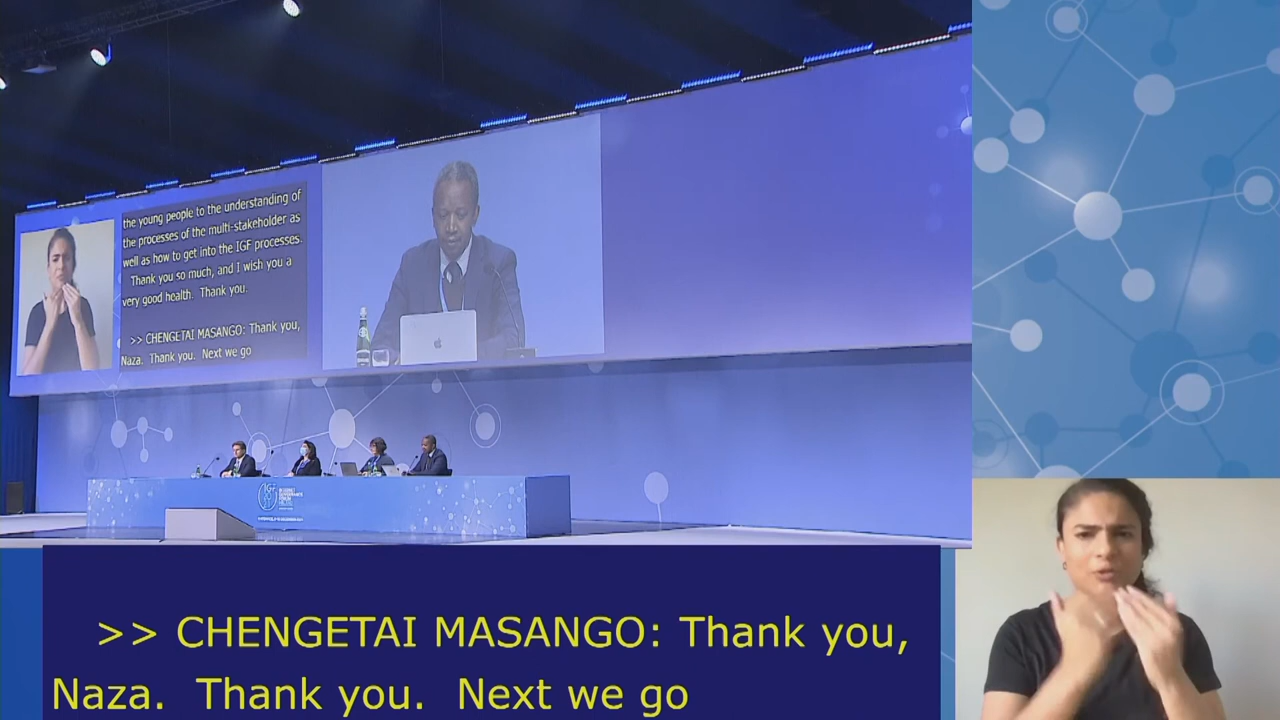 the young people to the understanding of
the processes of the multi-stakeholder as
well as how to get into the IGF processes.
Thank you so much, and I wish you a
very good health. Thank you.
>> CHENGETAI MASANGO: Thank you,
Naza. Thank you. Next we go
IGF
>> CHENGETAI MASANGO: Thank you,
Naza. Thank you. Next we go